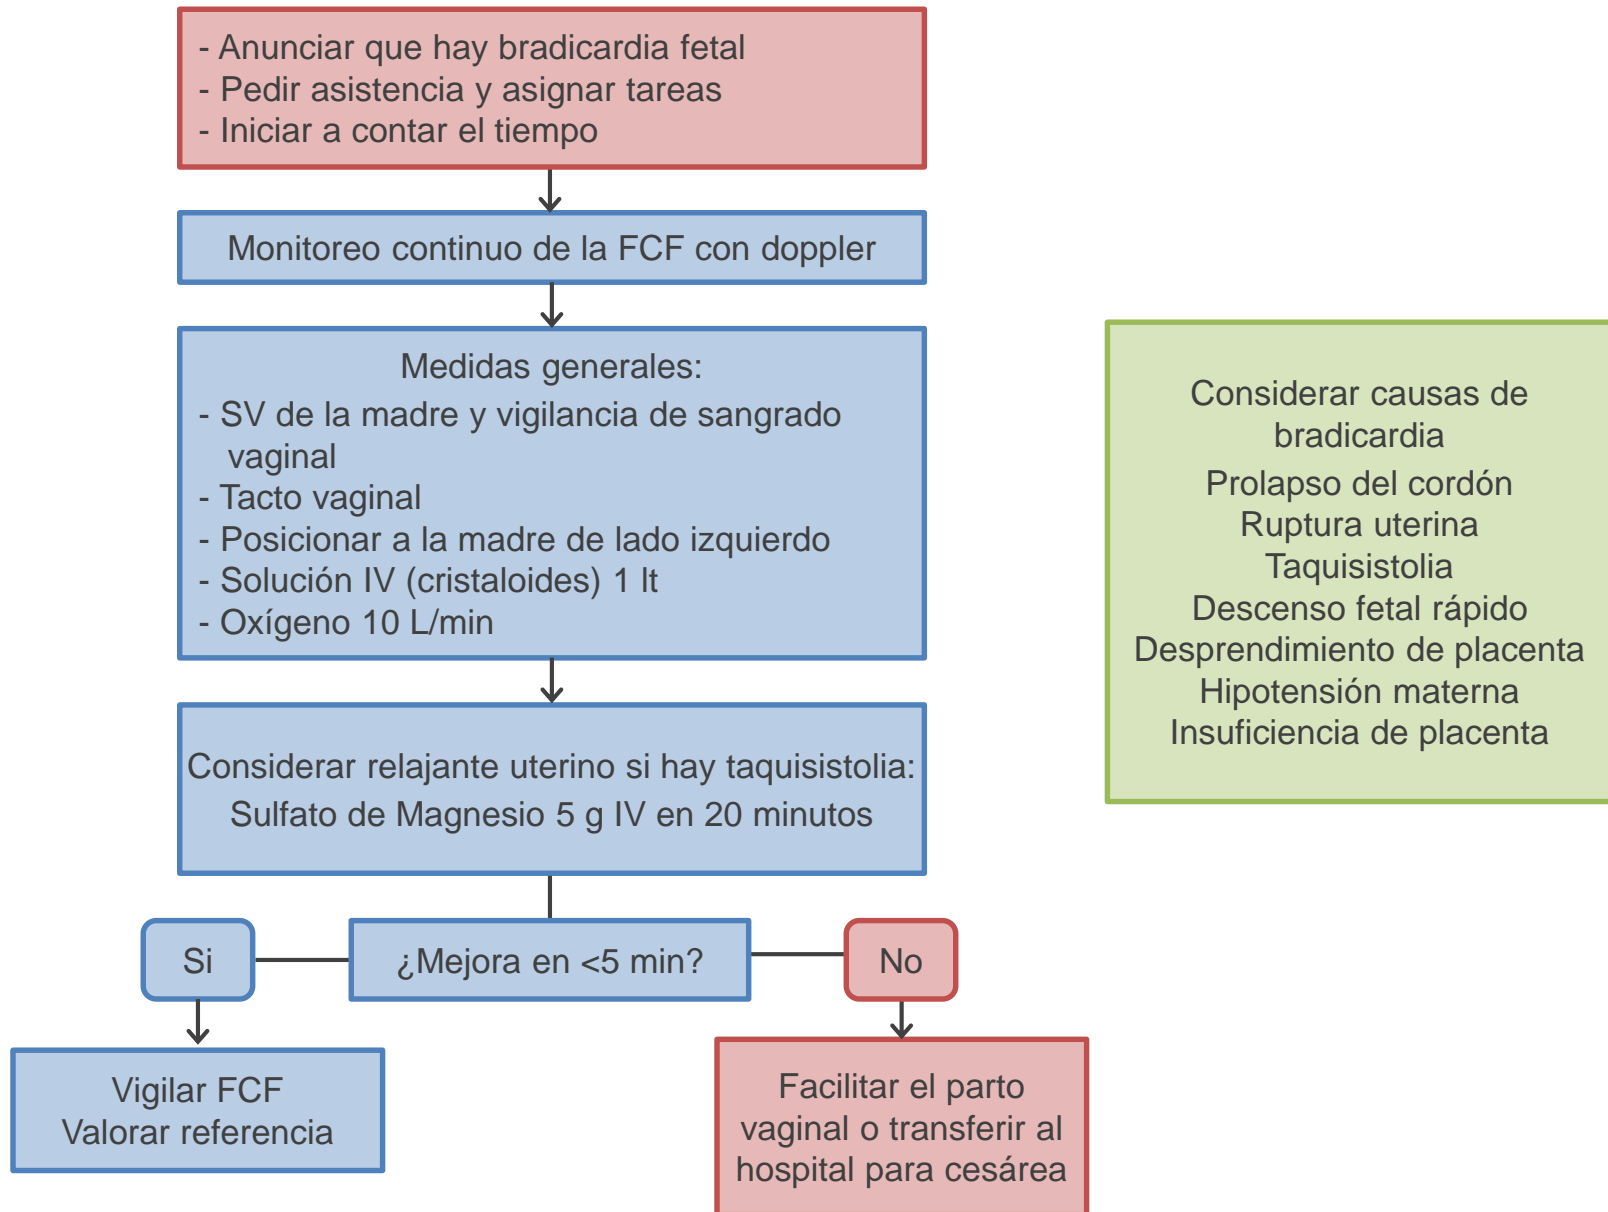 - Anunciar que hay bradicardia fetal
- Pedir asistencia y asignar tareas
- Iniciar a contar el tiempo
Monitoreo continuo de la FCF con doppler
Medidas generales:
- SV de la madre y vigilancia de sangrado
vaginal
- Tacto vaginal
- Posicionar a la madre de lado izquierdo
- Solución IV (cristaloides) 1 lt
- Oxígeno 10 L/min
Considerar relajante uterino si hay taquisistolia:
Sulfato de Magnesio 5 g IV en 20 minutos
Si
¿Mejora en <5 min?
No
Vigilar FCF
Valorar referencia
Facilitar el parto
vaginal o transferir al
hospital para cesárea
Considerar causas de
bradicardia
Prolapso del cordón
Ruptura uterina
Taquisistolia
Descenso fetal rápido
Desprendimiento de placenta
Hipotensión materna
Insuficiencia de placenta